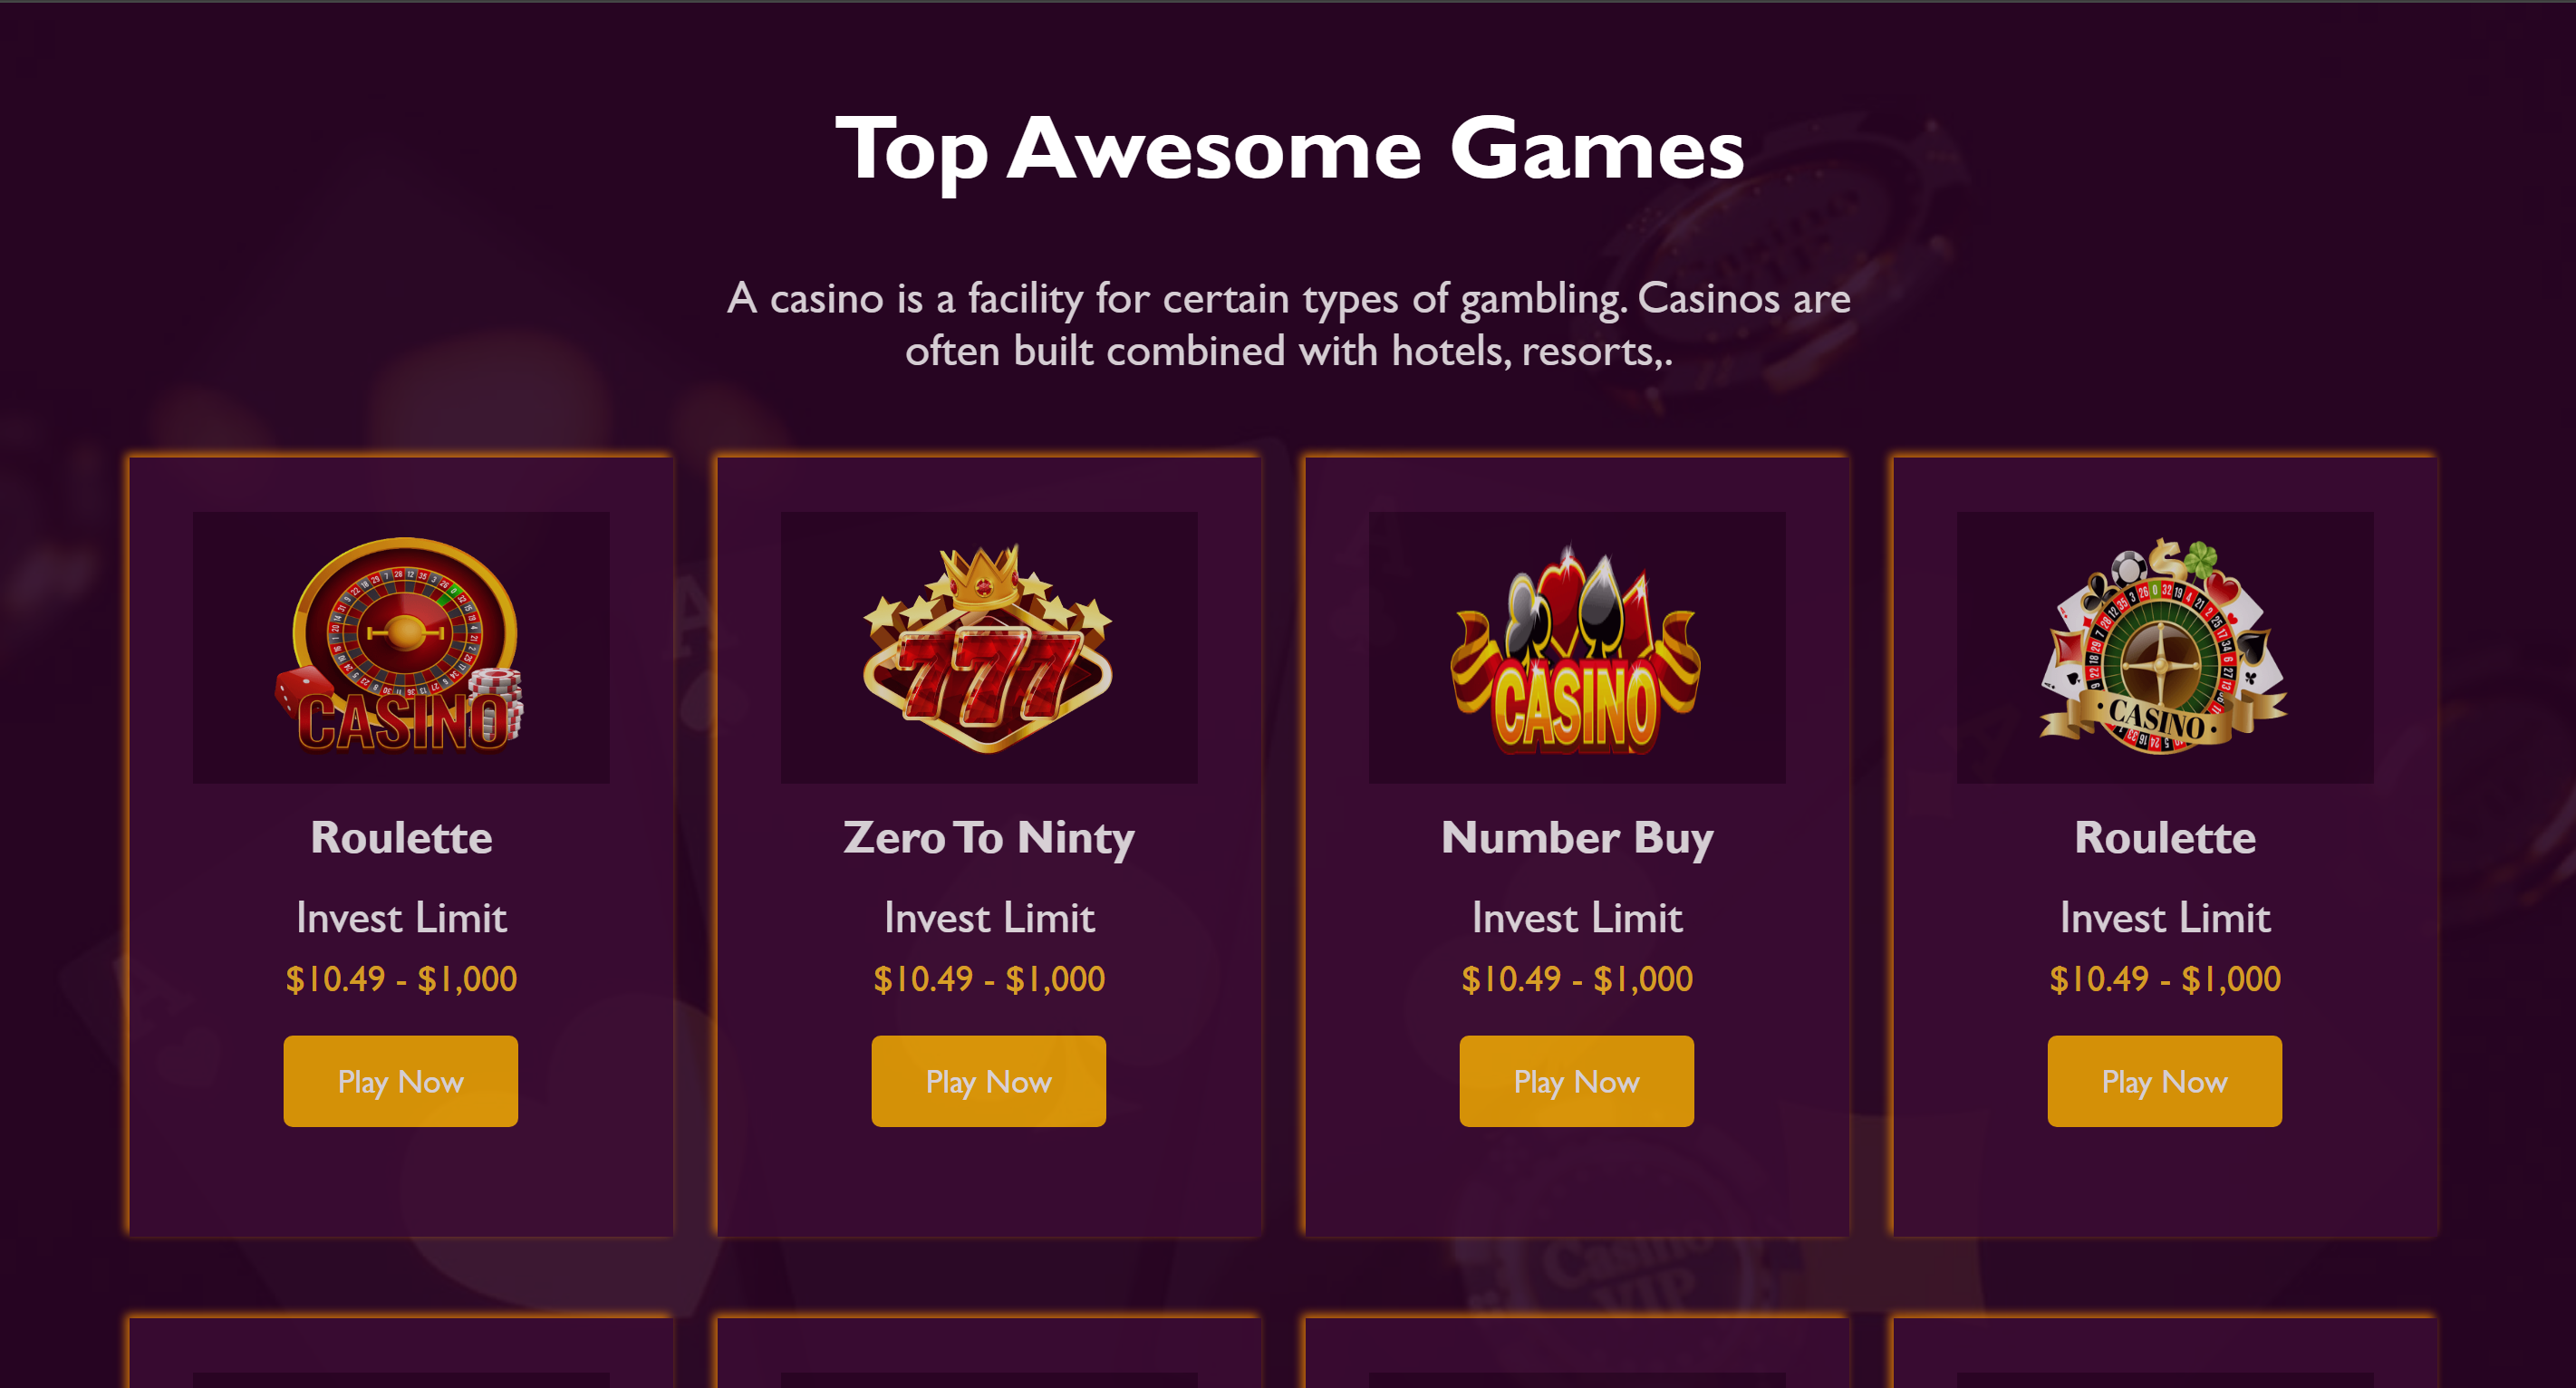 Top Awesome Games
A casino is a facility for certain types of gambling. Casinos are
often built combined with hotels, resorts,.
CASINO
777
CASINO
CASINO
Roulette
Zero To Ninty
Number Buy
Roulette
Invest Limit
Invest Limit
Invest Limit
Invest Limit
$10.49 - $1,000
$10.49 - $1,000
$10.49 - $1,000
$10.49 - $1,000
Play Now
Play Now
Play Now
Play Now
Casino
VIP